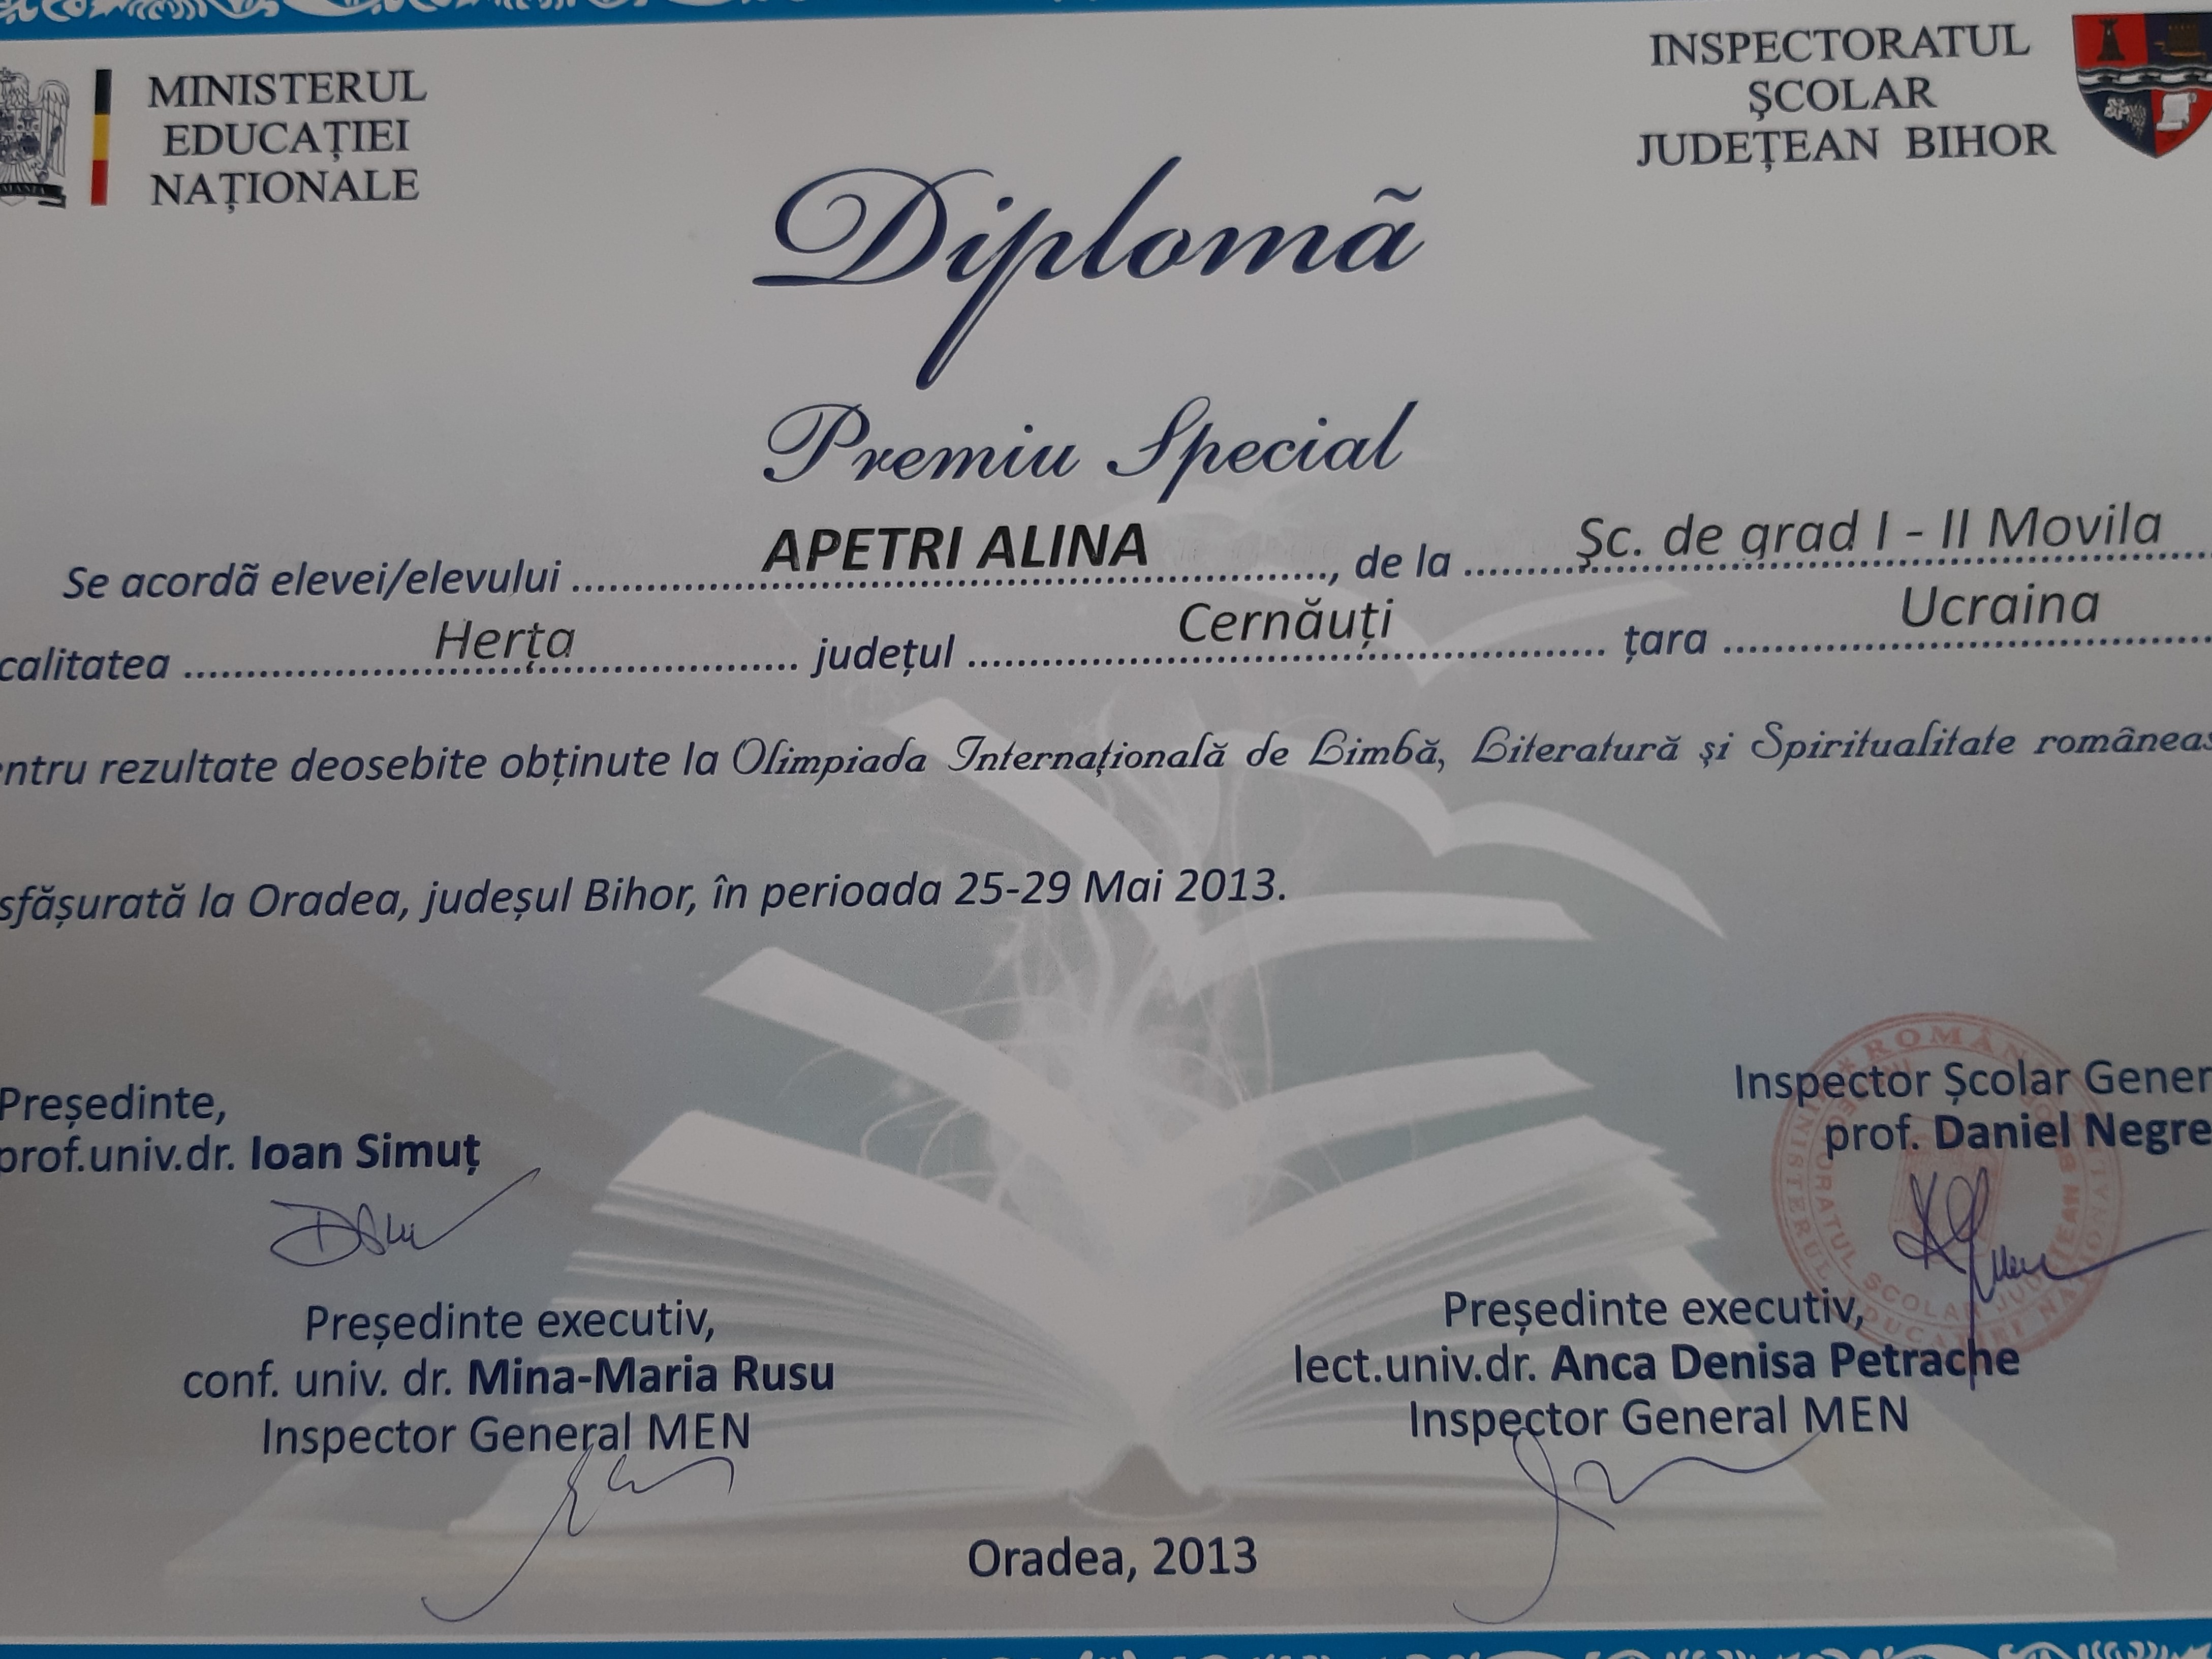 MINISTERUL
EDUCAȚIEI
NAȚIONALE
INSPECTORATUL
ȘCOLAR
JUDEȚEAN BIHOR
Diplomã
Premiu Special
Se acordã elevei/elevului .......... APETRI ALINA .........., de la .......... Șc. de grad I - II Movila ..........
calitatea .......... Herța .......... județul .......... Cernăuți .......... țara .......... Ucraina ..........
ntru rezultate deosebite obținute la Olimpiada Internațională de Limbă, Literatură și Spiritualitate româneas
sfășurată la Oradea, judeșul Bihor, în perioada 25-29 Mai 2013.
Președinte,
prof.univ.dr. Ioan Simuț
Inspector Școlar Gener
prof. Daniel Negre
Președinte executiv,
conf. univ. dr. Mina-Maria Rusu
Inspector General MEN
Președinte executiv,
lect.univ.dr. Anca Denisa Petrache
Inspector General MEN
Oradea, 2013